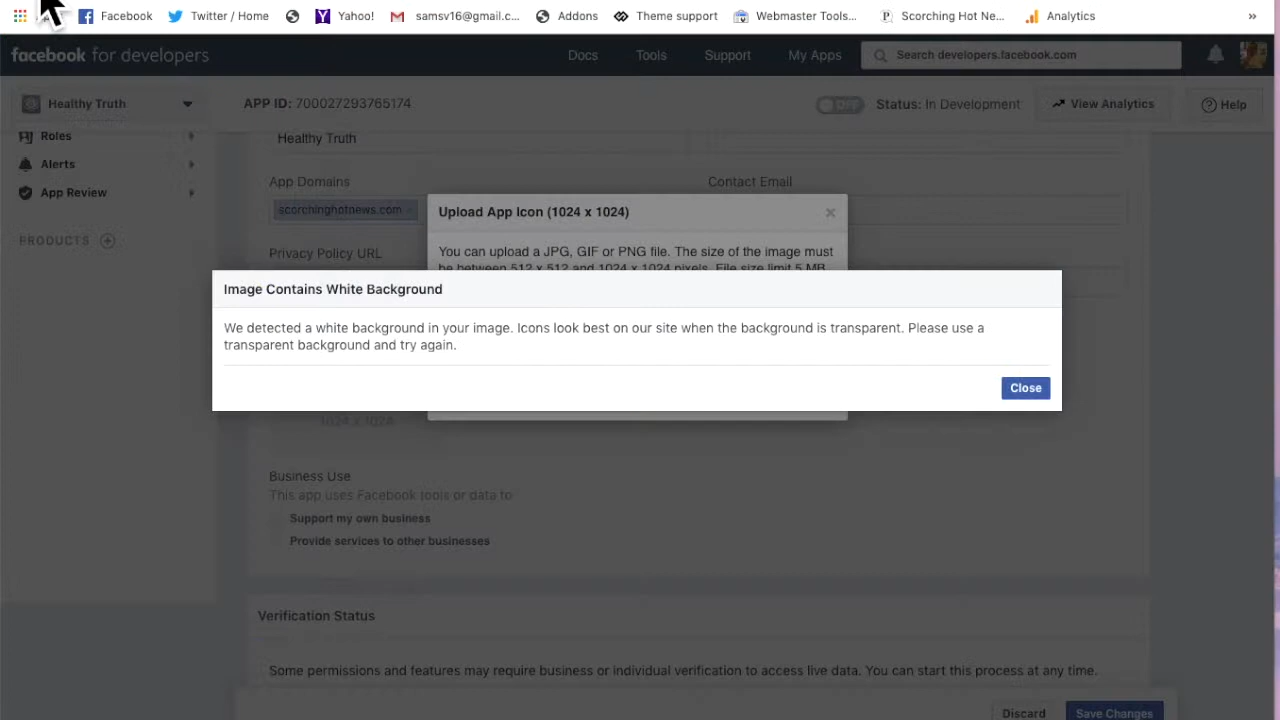 Facebook
Twitter / Home
Yahoo!
samsv16@gmail.c...
Addons
Theme support
Webmaster Tools...
Scorching Hot Ne...
Analytics
»
facebook for developers
Docs
Tools
Support
My Apps
Search developers.facebook.com
Healthy Truth
APP ID: 700027293765174
OFF
Status: In Development
View Analytics
Help
Roles
Alerts
App Review
PRODUCTS
Healthy Truth
App Domains
Contact Email
scorchinghotnews.com
Privacy Policy URL
Upload App Icon (1024 x 1024)
You can upload a JPG, GIF or PNG file. The size of the image must
be between 512 x 512 and 1024 x 1024 pixels. File size limit 5 MB.
Image Contains White Background
We detected a white background in your image. Icons look best on our site when the background is transparent. Please use a
transparent background and try again.
Close
1024 x 1024
Business Use
This app uses Facebook tools or data to
Support my own business
Provide services to other businesses
Verification Status
Some permissions and features may require business or individual verification to access live data. You can start this process at any time.
Discard
Save Changes